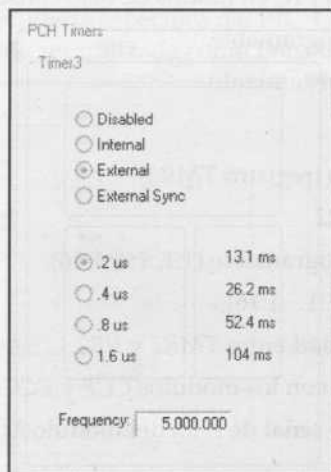 PCH Timers
Timer3
Disabled
Internal
External
External Sync
.2 us 13.1 ms
.4 us 26.2 ms
.8 us 52.4 ms
1.6 us 104 ms
Frequency: 5.000.000